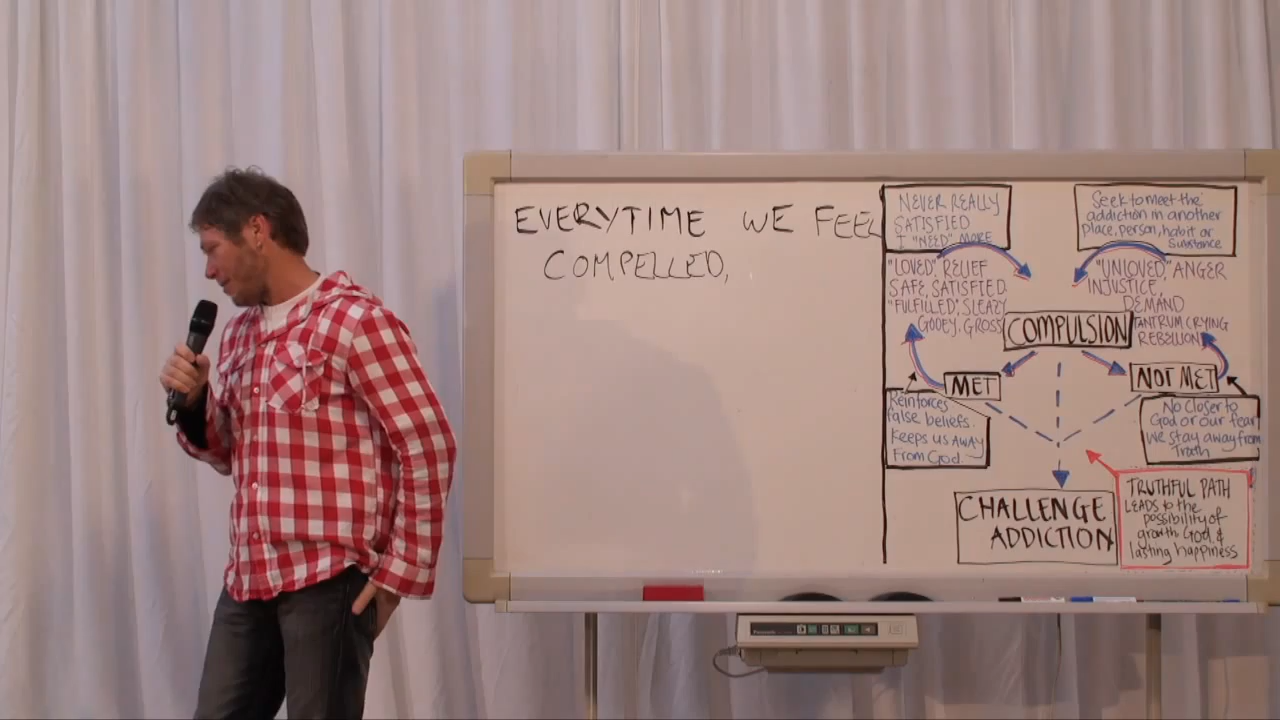 EVERYTIME WE FEEL
COMPELLED,
NEVER REALLY
SATISFIED
I "NEED" MORE
Seek to meet the
addiction in another
place, person, habit or
substance
"LOVED", RELIEF
SAFE, SATISFIED
"FULFILLED", SLEAZY
GOOEY, GROSS
"UNLOVED", ANGER
INJUSTICE,
DEMAND
TANTRUM CRYING
REBELLION
COMPULSION
MET
NOT MET
Reinforces
false beliefs.
Keeps us AWAY
From God.
No closer to
God or our fear
We stay away from
Truth
CHALLENGE
ADDICTION
TRUTHFUL PATH
LEADS to the
possibility of
growth, God, &
lasting happiness
Panasonic